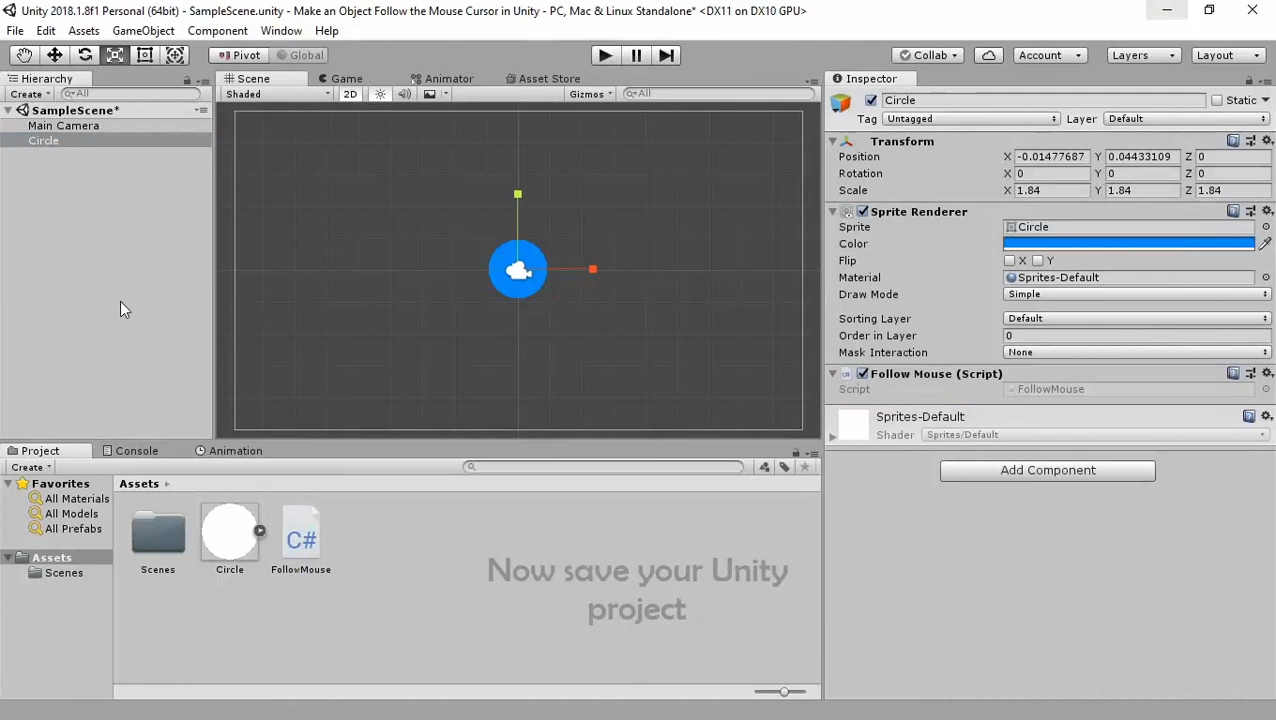 Unity 2018.1.8f1 Personal (64bit) - SampleScene.unity - Make an Object Follow the Mouse Cursor in Unity - PC, Mac & Linux Standalone* <DX11 on DX10 GPU>
File Edit Assets GameObject Component Window Help
Pivot Global Collab Account Layers Layout
Hierarchy
Create All
SampleScene*
Main Camera
Circle
Scene Game Animator Asset Store
Shaded 2D Gizmos All
Inspector
Circle Static
Tag Untagged Layer Default
Transform
Position X -0.01477687 Y 0.04433109 Z 0
Rotation X 0 Y 0 Z 0
Scale X 1.84 Y 1.84 Z 1.84
Sprite Renderer
Sprite Circle
Color
Flip X Y
Material Sprites-Default
Draw Mode Simple
Sorting Layer Default
Order in Layer 0
Mask Interaction None
Follow Mouse (Script)
Script FollowMouse
Sprites-Default
Shader Sprites/Default
Add Component
Project Console Animation
Create
Favorites
All Materials
All Models
All Prefabs
Assets
Scenes
Assets
C#
Scenes Circle FollowMouse
Now save your Unity
project